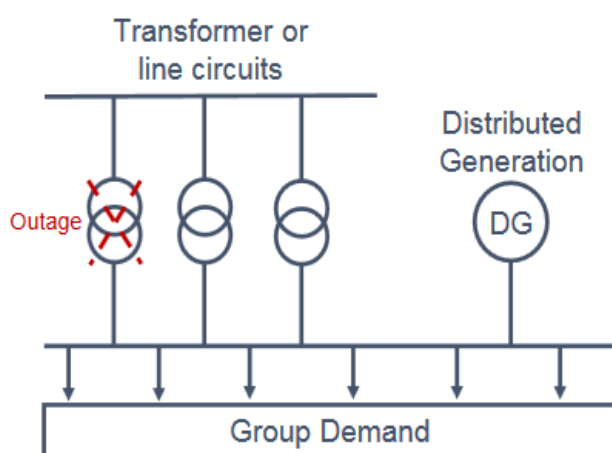 Transformer or
line circuits
Distributed
Generation
Outage
DG
Group Demand